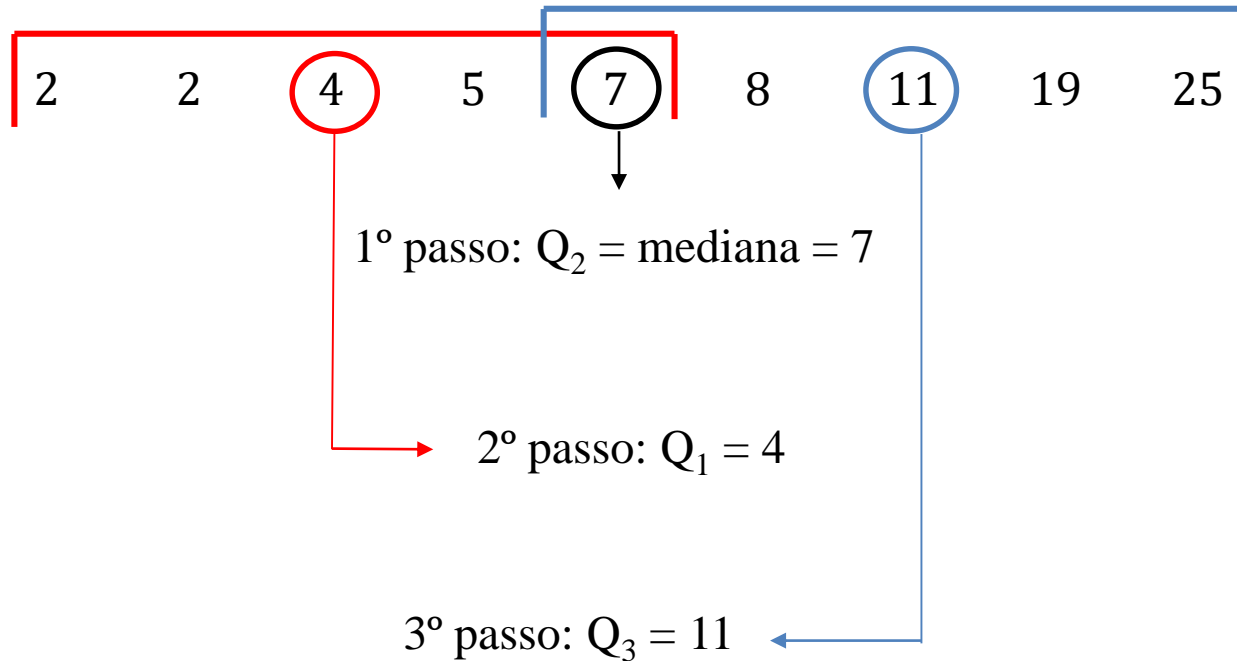 2 2 4 5 7 8 11 19 25
1º passo: Q₂ = mediana = 7
2º passo: Q₁ = 4
3º passo: Q₃ = 11